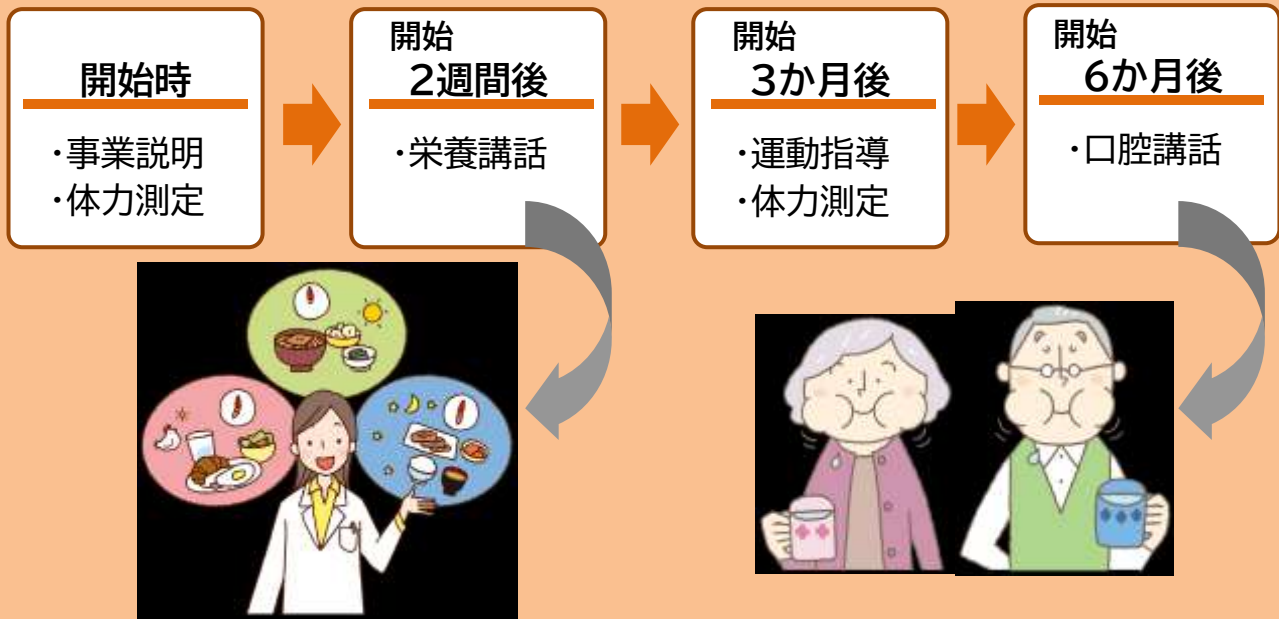 開始時
・事業説明
・体力測定
開始
2週間後
・栄養講話
開始
3か月後
・運動指導
・体力測定
開始
6か月後
・口腔講話